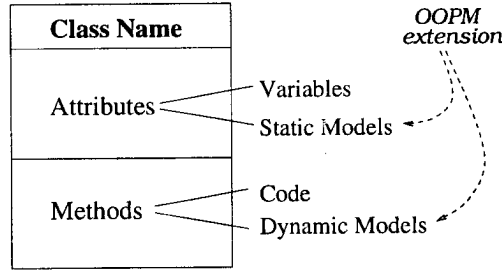 Class Name
OOPM
extension
Attributes
Variables
Static Models
Methods
Code
Dynamic Models